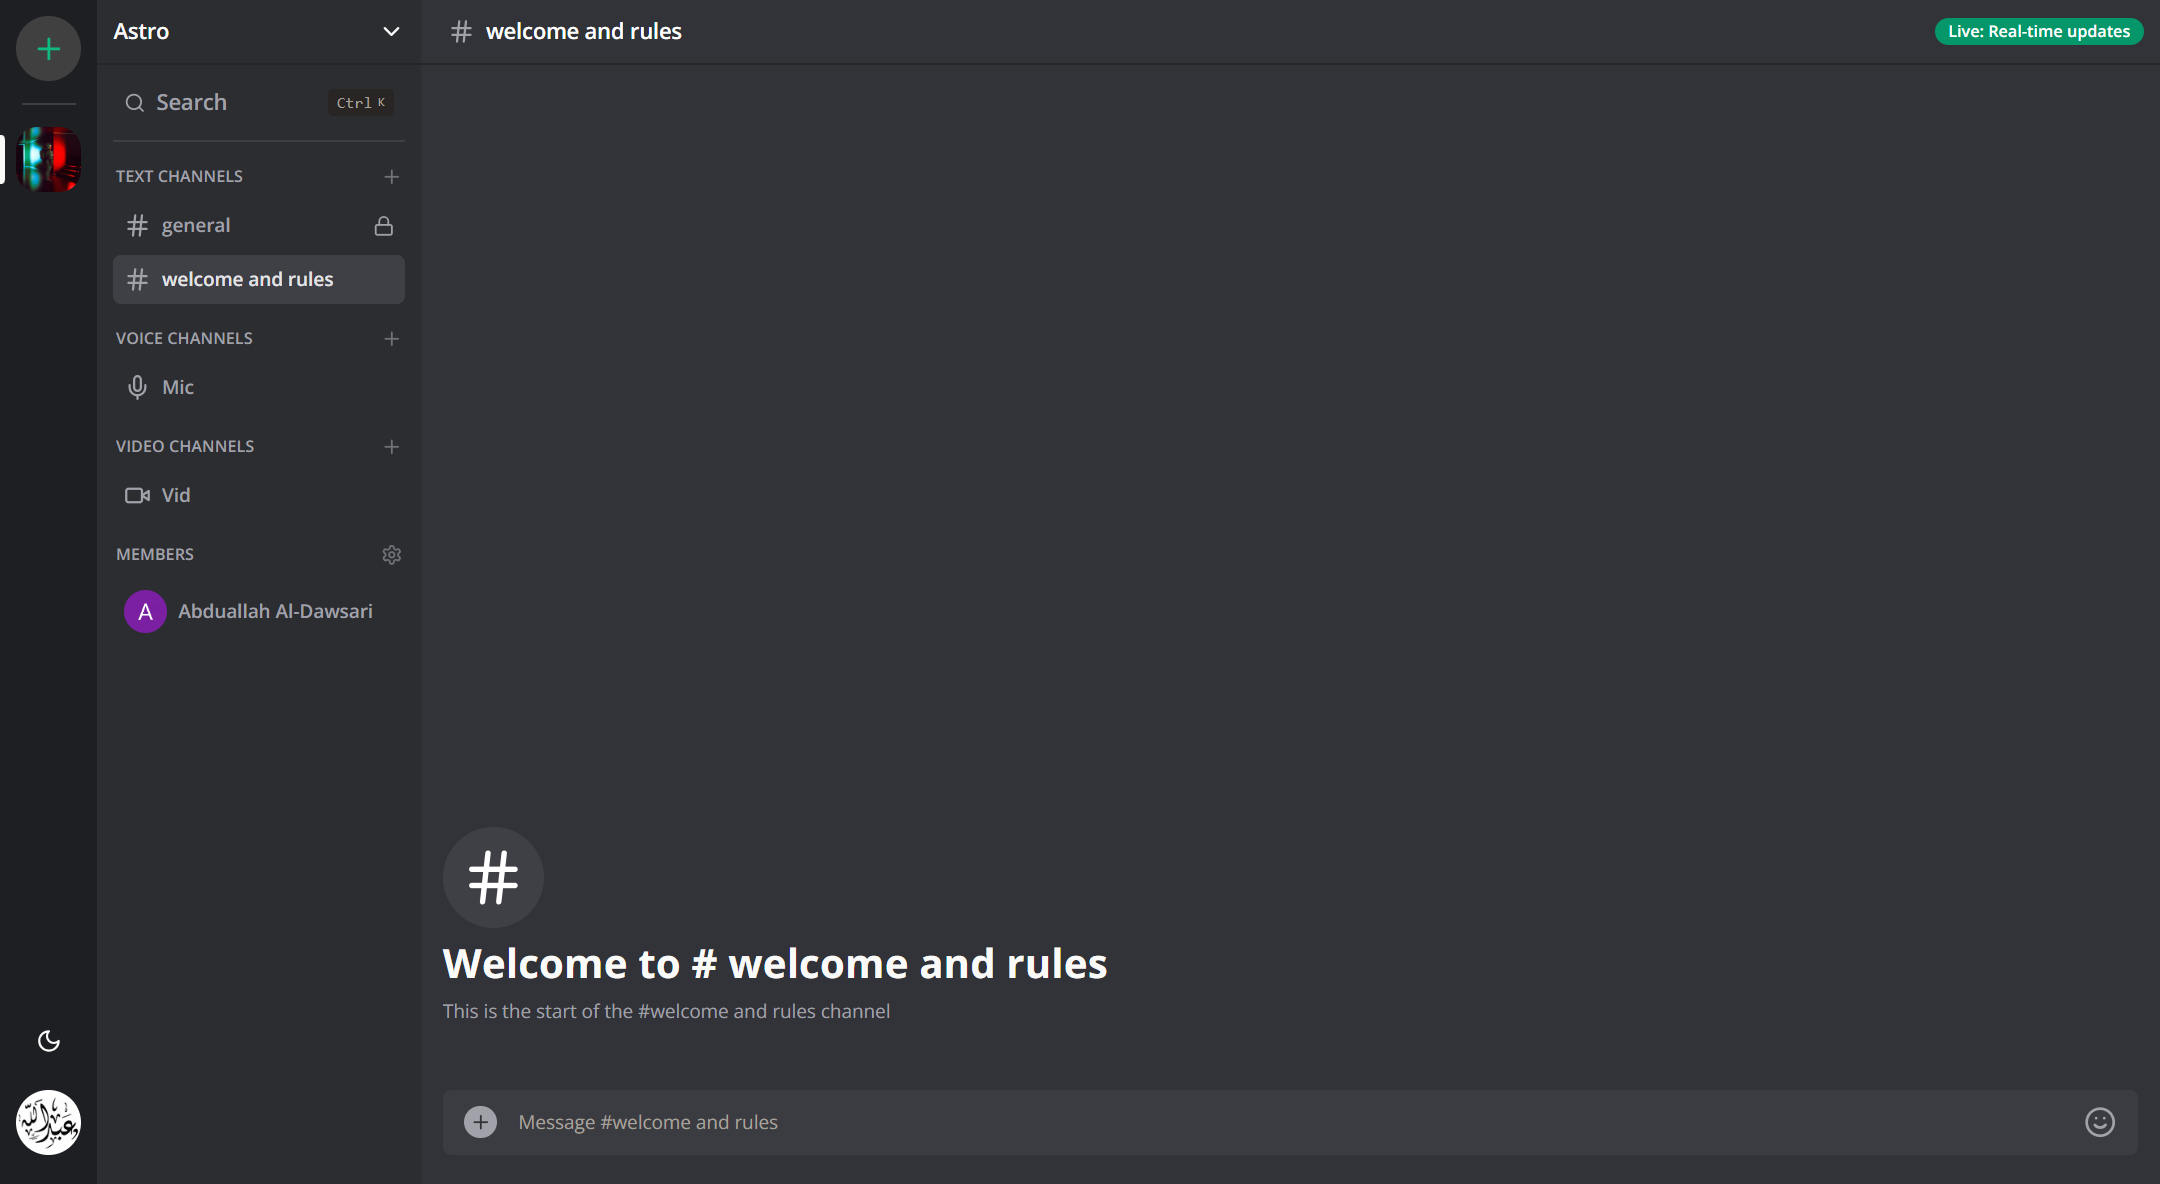 Astro
Search
Ctrl K
TEXT CHANNELS
general
welcome and rules
VOICE CHANNELS
Mic
VIDEO CHANNELS
Vid
MEMBERS
A
Abduallah Al-Dawsari
عبدالله
# welcome and rules
Live: Real-time updates
#
Welcome to # welcome and rules
This is the start of the #welcome and rules channel
Message #welcome and rules